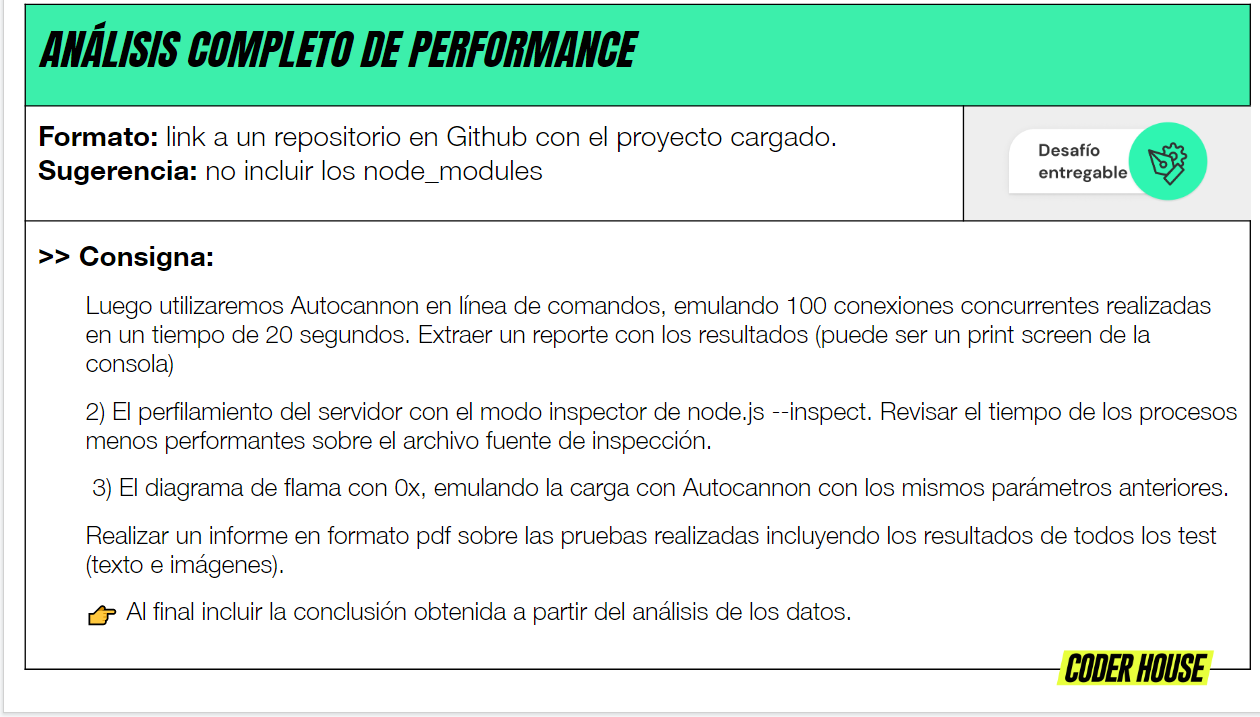 ANÁLISIS COMPLETO DE PERFORMANCE
Formato: link a un repositorio en Github con el proyecto cargado.
Sugerencia: no incluir los node_modules
Desafío
entregable
>> Consigna:
Luego utilizaremos Autocannon en línea de comandos, emulando 100 conexiones concurrentes realizadas
en un tiempo de 20 segundos. Extraer un reporte con los resultados (puede ser un print screen de la
consola)
2) El perfilamiento del servidor con el modo inspector de node.js --inspect. Revisar el tiempo de los procesos
menos performantes sobre el archivo fuente de inspección.
3) El diagrama de flama con 0x, emulando la carga con Autocannon con los mismos parámetros anteriores.
Realizar un informe en formato pdf sobre las pruebas realizadas incluyendo los resultados de todos los test
(texto e imágenes).
👉 Al final incluir la conclusión obtenida a partir del análisis de los datos.
CODER HOUSE